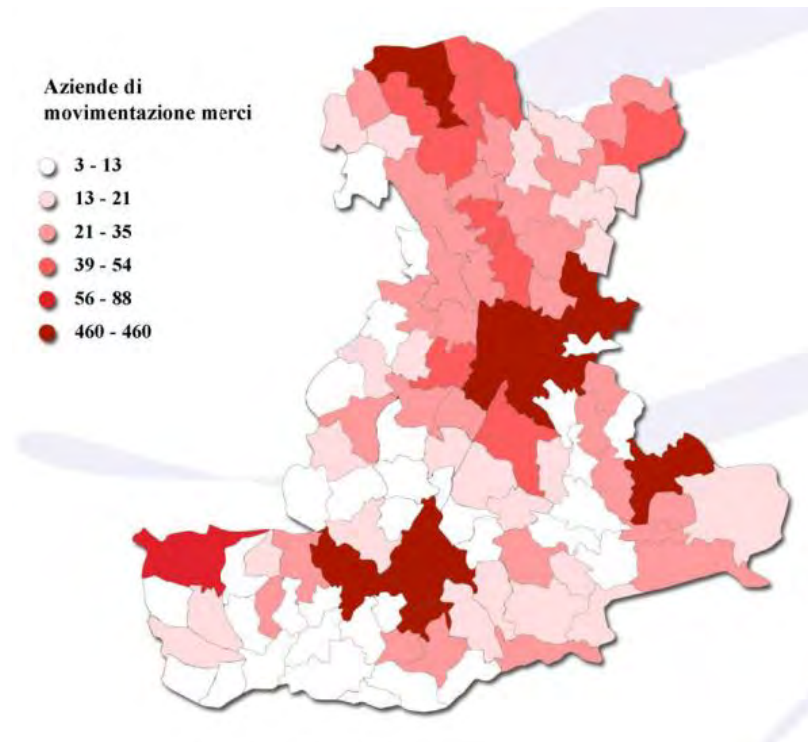 Aziende di
movimentazione merci
3 - 13
13 - 21
21 - 35
39 - 54
56 - 88
460 - 460